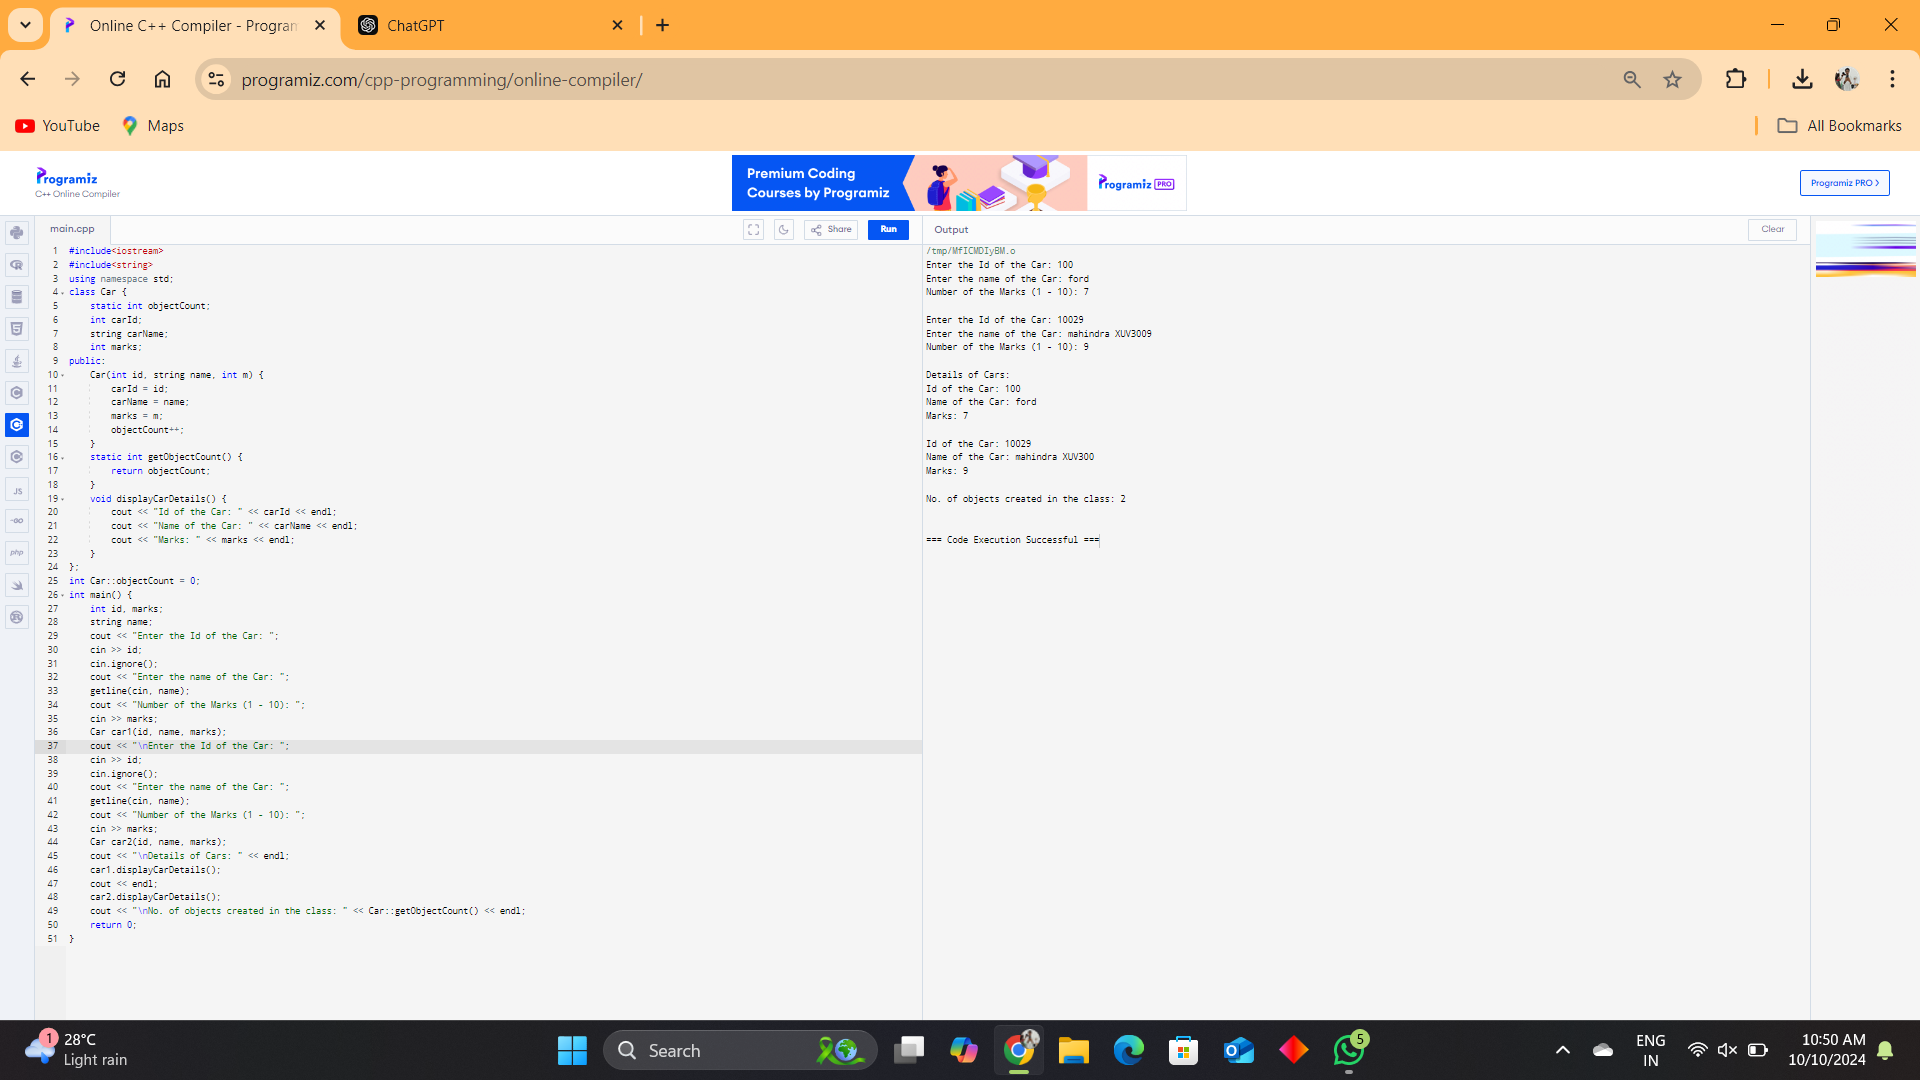 Online C++ Compiler - Program
ChatGPT
programiz.com/cpp-programming/online-compiler/
YouTube
Maps
All Bookmarks
Programiz
C++ Online Compiler
Premium Coding
Courses by Programiz
Programiz PRO
Programiz PRO >
main.cpp
Share
Run
Output
Clear
1 #include<iostream>
2 #include<string>
3 using namespace std;
4 class Car {
5 static int objectCount;
6 int carId;
7 string carName;
8 int marks;
9 public:
10 Car(int id, string name, int m) {
11 carId = id;
12 carName = name;
13 marks = m;
14 objectCount++;
15 }
16 static int getObjectCount() {
17 return objectCount;
18 }
19 void displayCarDetails() {
20 cout << "Id of the Car: " << carId << endl;
21 cout << "Name of the Car: " << carName << endl;
22 cout << "Marks: " << marks << endl;
23 }
24 };
25 int Car::objectCount = 0;
26 int main() {
27 int id, marks;
28 string name;
29 cout << "Enter the Id of the Car: ";
30 cin >> id;
31 cin.ignore();
32 cout << "Enter the name of the Car: ";
33 getline(cin, name);
34 cout << "Number of the Marks (1 - 10): ";
35 cin >> marks;
36 Car car1(id, name, marks);
37 cout << "\nEnter the Id of the Car: ";
38 cin >> id;
39 cin.ignore();
40 cout << "Enter the name of the Car: ";
41 getline(cin, name);
42 cout << "Number of the Marks (1 - 10): ";
43 cin >> marks;
44 Car car2(id, name, marks);
45 cout << "\nDetails of Cars: " << endl;
46 car1.displayCarDetails();
47 cout << endl;
48 car2.displayCarDetails();
49 cout << "\nNo. of objects created in the class: " << Car::getObjectCount() << endl;
50 return 0;
51 }
/tmp/MfICMDIyBM.o
Enter the Id of the Car: 100
Enter the name of the Car: ford
Number of the Marks (1 - 10): 7
Enter the Id of the Car: 10029
Enter the name of the Car: mahindra XUV3009
Number of the Marks (1 - 10): 9
Details of Cars:
Id of the Car: 100
Name of the Car: ford
Marks: 7
Id of the Car: 10029
Name of the Car: mahindra XUV300
Marks: 9
No. of objects created in the class: 2
=== Code Execution Successful ===
JS
GO
php
1
28°C
Light rain
Search
5
ENG
IN
10:50 AM
10/10/2024